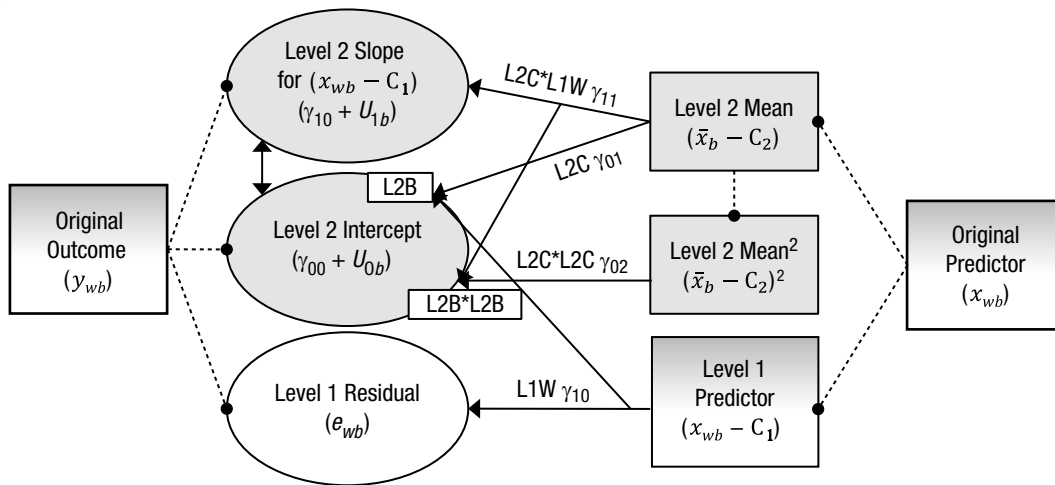 Level 2 Slope
for (x_wb − C₁)
(γ₁₀ + U₁b)
L2C*L1W γ₁₁
Level 2 Mean
(x̄_b − C₂)
L2C γ₀₁
L2B
Original
Outcome
(y_wb)
Level 2 Intercept
(γ₀₀ + U₀b)
L2C*L2C γ₀₂
Level 2 Mean²
(x̄_b − C₂)²
Original
Predictor
(x_wb)
L2B*L2B
Level 1 Residual
(e_wb)
L1W γ₁₀
Level 1
Predictor
(x_wb − C₁)